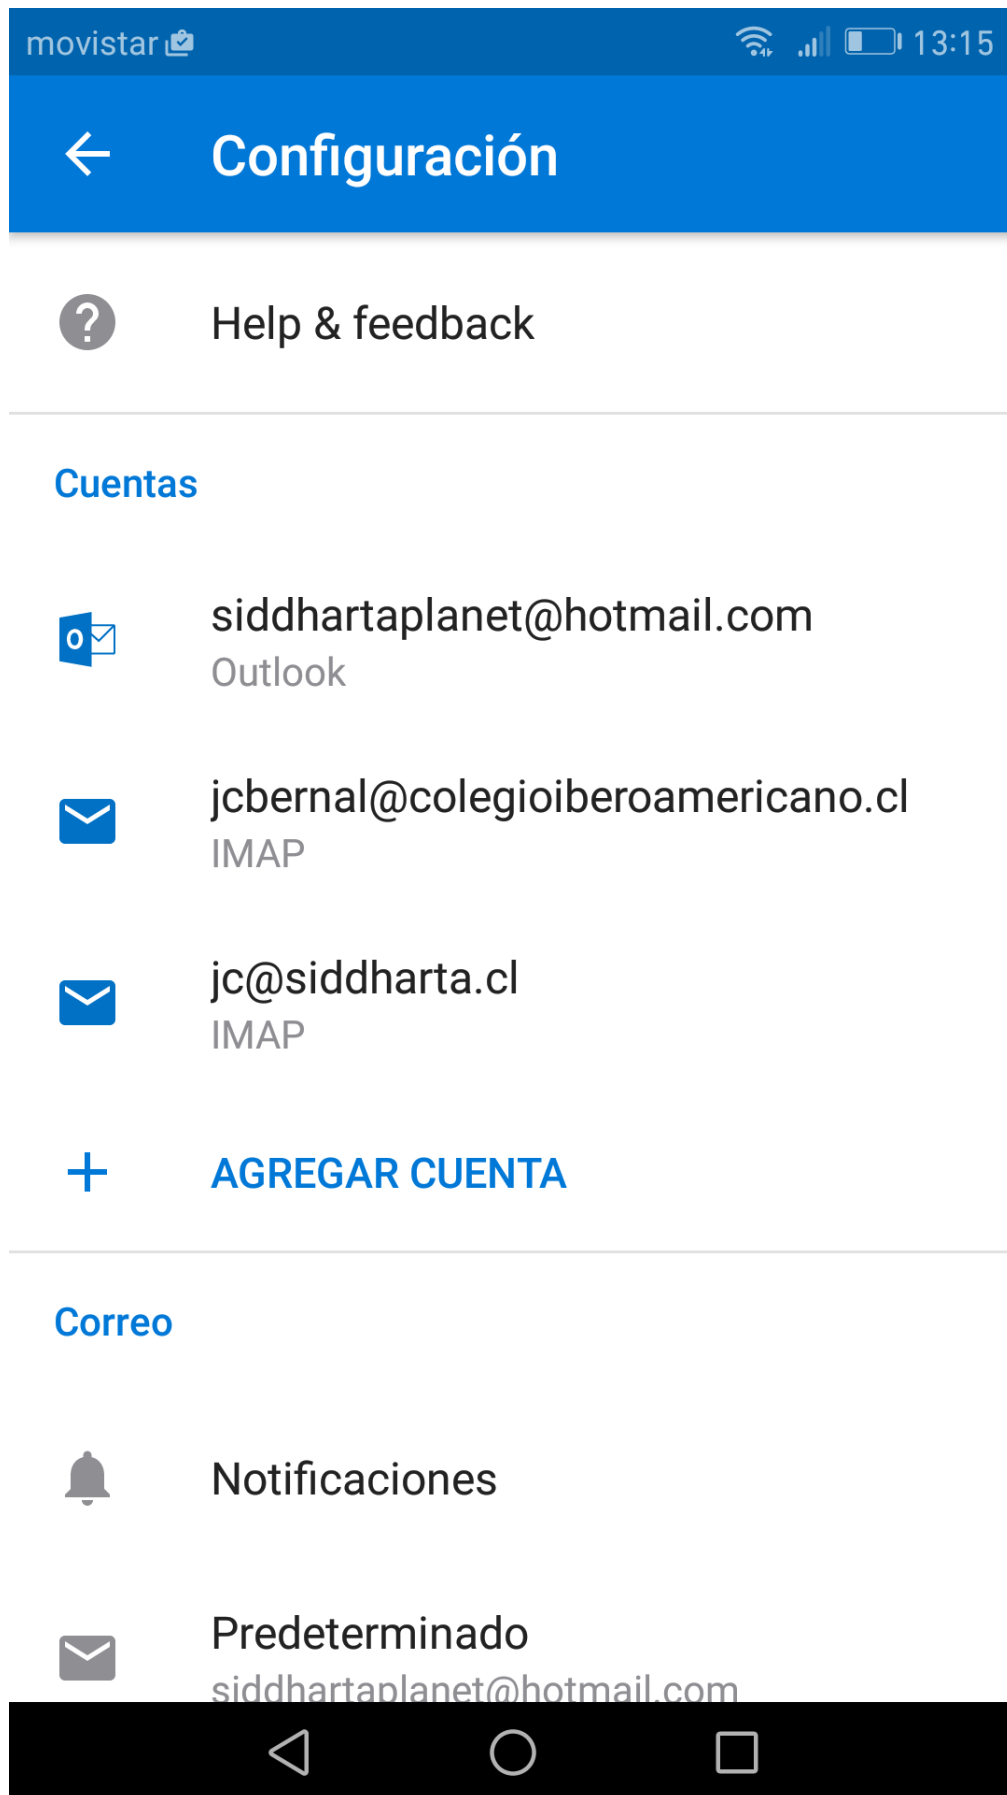 movistar 13:15
Configuración
Help & feedback
Cuentas
siddhartaplanet@hotmail.com
Outlook
jcbernal@colegioiberoamericano.cl
IMAP
jc@siddharta.cl
IMAP
AGREGAR CUENTA
Correo
Notificaciones
Predeterminado
siddhartaplanet@hotmail.com